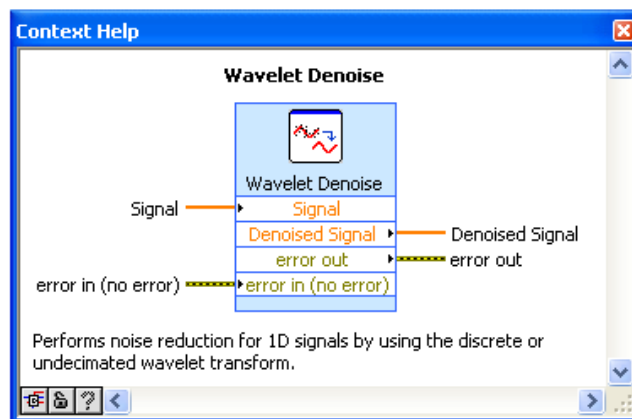 Context Help
Wavelet Denoise
Wavelet Denoise
Signal
Signal
Denoised Signal
Denoised Signal
error out
error out
error in (no error)
error in (no error)
Performs noise reduction for 1D signals by using the discrete or
undecimated wavelet transform.
?